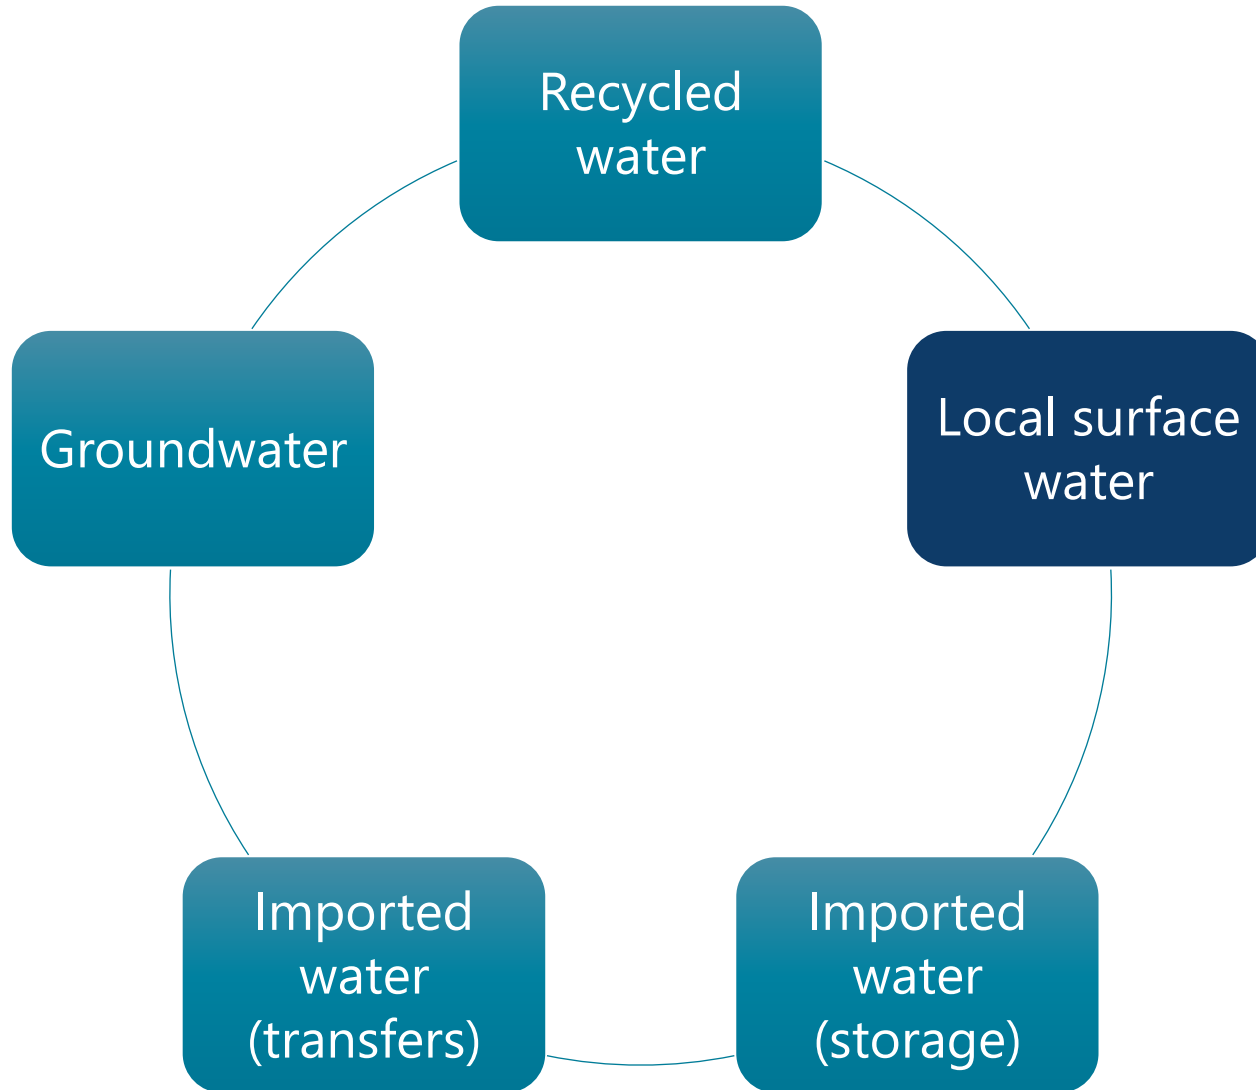 Recycled
water
Groundwater
Local surface
water
Imported
water
(transfers)
Imported
water
(storage)